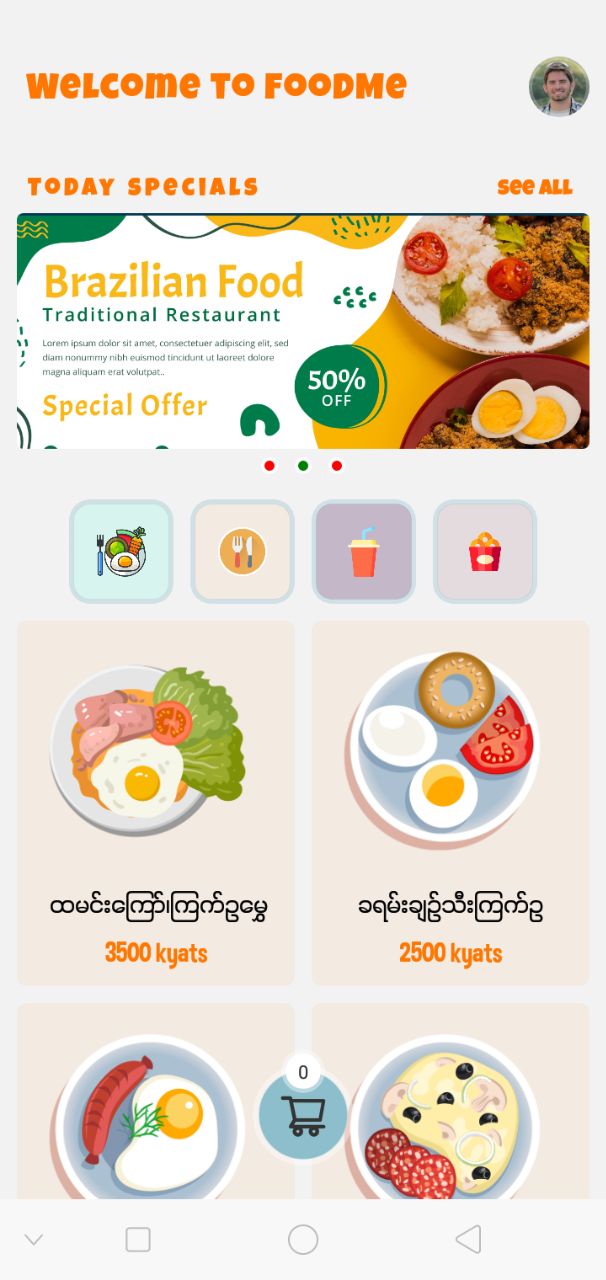 Welcome To FoodMe
Today Specials
See All
Brazilian Food
Traditional Restaurant
Lorem ipsum dolor sit amet, consectetuer adipiscing elit, sed
diam nonummy nibh euismod tincidunt ut laoreet dolore
magna aliquam erat volutpat..
Special Offer
50%
OFF
ထမင်းကြော်၊ကြက်ဥမွှေ
3500 kyats
ခရမ်းချဉ်သီးကြက်ဥ
2500 kyats
0